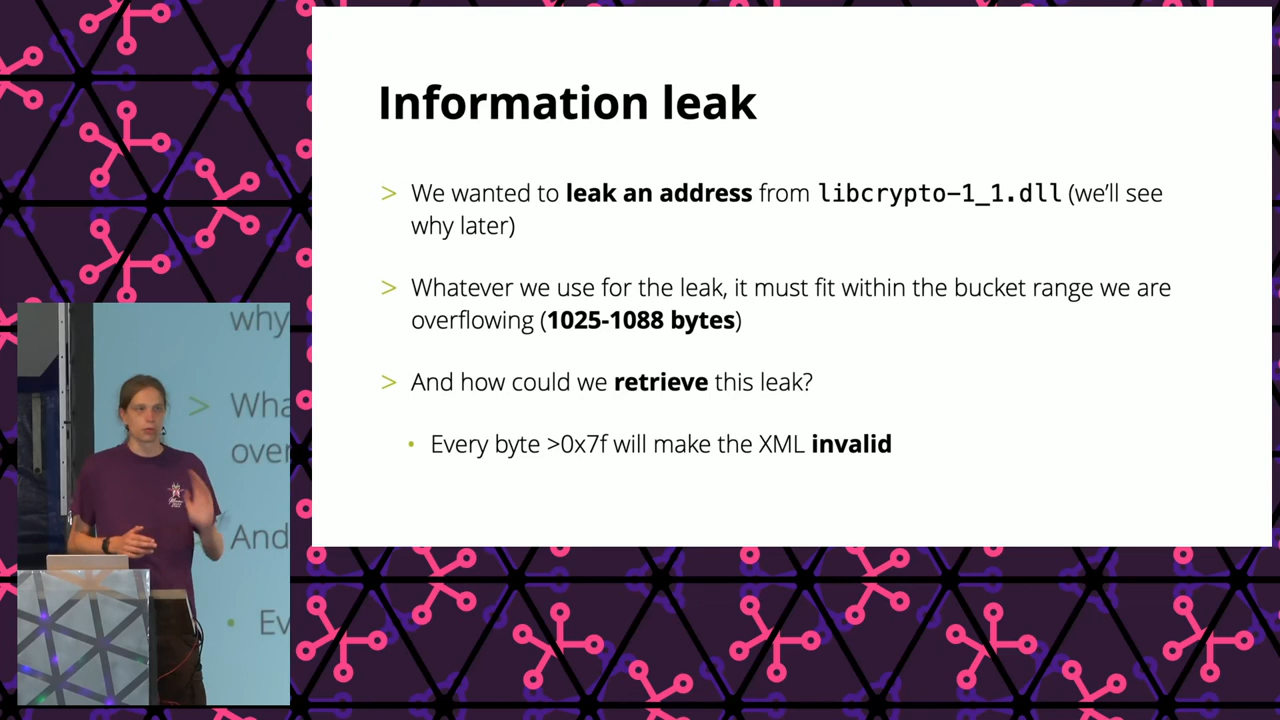 Information leak
> We wanted to leak an address from libcrypto-1_1.dll (we'll see
why later)
> Whatever we use for the leak, it must fit within the bucket range we are
overflowing (1025-1088 bytes)
> And how could we retrieve this leak?
• Every byte >0x7f will make the XML invalid
why
> Wha
over
And
• Ev